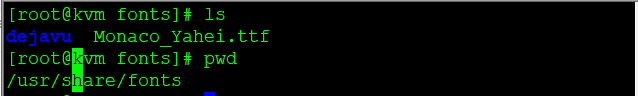 [root@kvm fonts]# ls
dejavu  Monaco_Yahei.ttf
[root@kvm fonts]# pwd
/usr/share/fonts